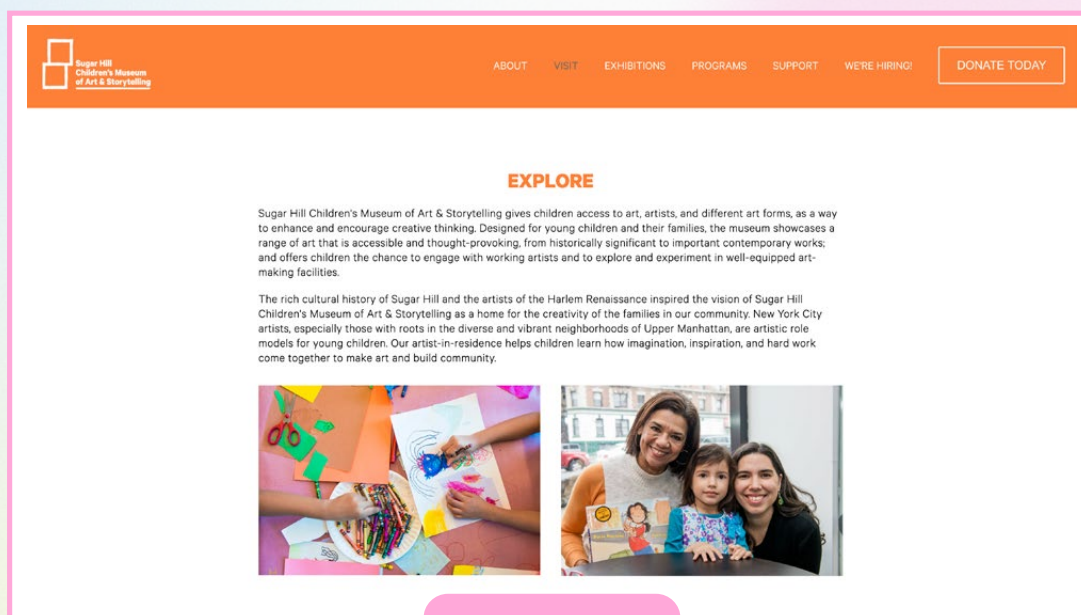 Sugar Hill
Children's Museum
of Art & Storytelling
ABOUT VISIT EXHIBITIONS PROGRAMS SUPPORT WE'RE HIRING! DONATE TODAY
EXPLORE
Sugar Hill Children's Museum of Art & Storytelling gives children access to art, artists, and different art forms, as a way
to enhance and encourage creative thinking. Designed for young children and their families, the museum showcases a
range of art that is accessible and thought-provoking, from historically significant to important contemporary works;
and offers children the chance to engage with working artists and to explore and experiment in well-equipped art-
making facilities.
The rich cultural history of Sugar Hill and the artists of the Harlem Renaissance inspired the vision of Sugar Hill
Children's Museum of Art & Storytelling as a home for the creativity of the families in our community. New York City
artists, especially those with roots in the diverse and vibrant neighborhoods of Upper Manhattan, are artistic role
models for young children. Our artist-in-residence helps children learn how imagination, inspiration, and hard work
come together to make art and build community.